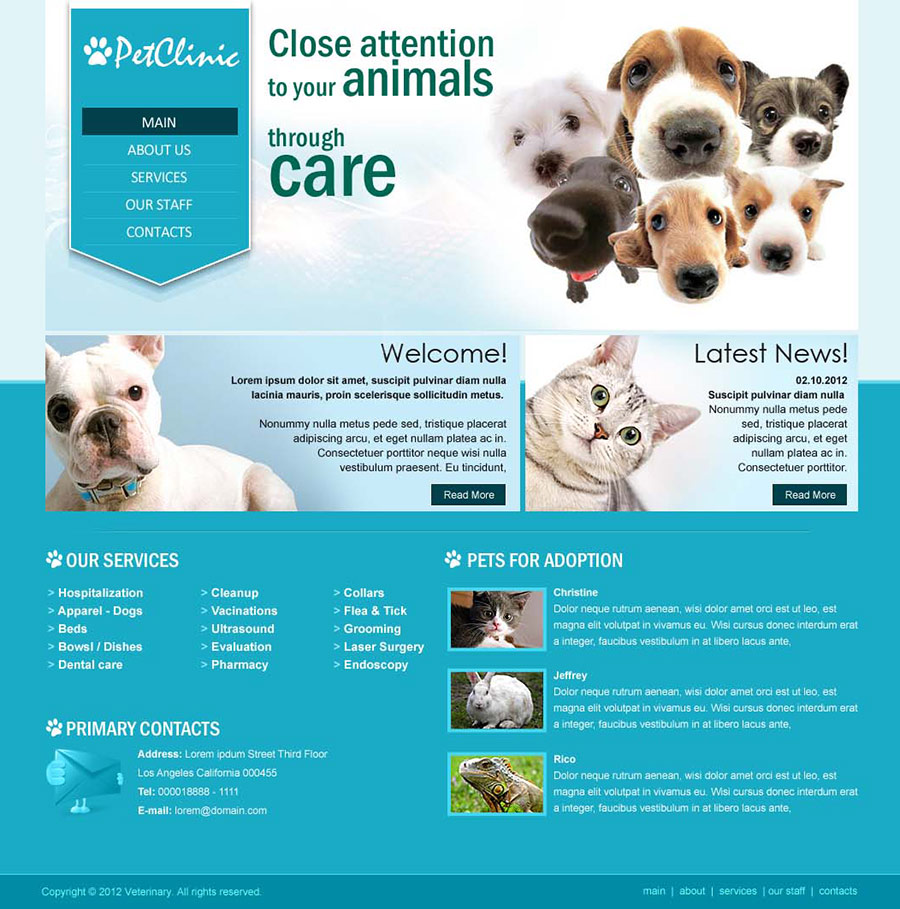 PetClinic
MAIN
ABOUT US
SERVICES
OUR STAFF
CONTACTS
Close attention
to your animals
through
care
Welcome!
Lorem ipsum dolor sit amet, suscipit pulvinar diam nulla
lacinia mauris, proin scelerisque sollicitudin metus.
Nonummy nulla metus pede sed, tristique placerat
adipiscing arcu, et eget nullam platea ac in.
Consectetuer porttitor neque wisi nulla
vestibulum praesent. Eu tincidunt,
Read More
Latest News!
02.10.2012
Suscipit pulvinar diam nulla
Nonummy nulla metus pede
sed, tristique placerat
adipiscing arcu, et eget
nullam platea ac in.
Consectetuer porttitor.
Read More
OUR SERVICES
> Hospitalization
> Apparel - Dogs
> Beds
> Bowsl / Dishes
> Dental care
> Cleanup
> Vacinations
> Ultrasound
> Evaluation
> Pharmacy
> Collars
> Flea & Tick
> Grooming
> Laser Surgery
> Endoscopy
PRIMARY CONTACTS
Address: Lorem ipdum Street Third Floor
Los Angeles California 000455
Tel: 000018888 - 1111
E-mail: lorem@domain.com
PETS FOR ADOPTION
Christine
Dolor neque rutrum aenean, wisi dolor amet orci est ut leo, est
magna elit volutpat in vivamus eu. Wisi cursus donec interdum erat
a integer, faucibus vestibulum in at libero lacus ante,
Jeffrey
Dolor neque rutrum aenean, wisi dolor amet orci est ut leo, est
magna elit volutpat in vivamus eu. Wisi cursus donec interdum erat
a integer, faucibus vestibulum in at libero lacus ante,
Rico
Dolor neque rutrum aenean, wisi dolor amet orci est ut leo, est
magna elit volutpat in vivamus eu. Wisi cursus donec interdum erat
a integer, faucibus vestibulum in at libero lacus ante,
Copyright © 2012 Veterinary. All rights reserved.
main | about | services | our staff | contacts